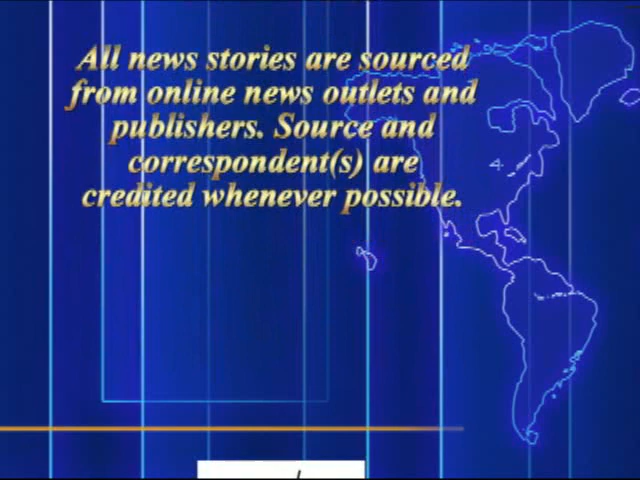 All news stories are sourced
from online news outlets and
publishers. Source and
correspondent(s) are
credited whenever possible.